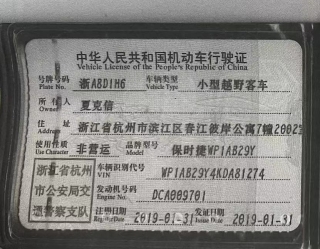 中华人民共和国机动车行驶证
Vehicle License of the People's Republic of China
号牌号码 Plate No. 浙A8D1H6 车辆类型 Vehicle Type 小型越野客车
所有人 Owner 夏克信
住址 Address 浙江省杭州市滨江区春江彼岸公寓7幢2002
使用性质 Use Character 非营运 品牌型号 Model 保时捷WP1AB29Y
浙江省杭州 车辆识别代号 VIN WP1AB29Y4KDA81274
市公安局交 发动机号码 Engine No. DCA009701
通警察支队 注册日期 Register Date 2019-01-31 发证日期 Issue Date 2019-01-31